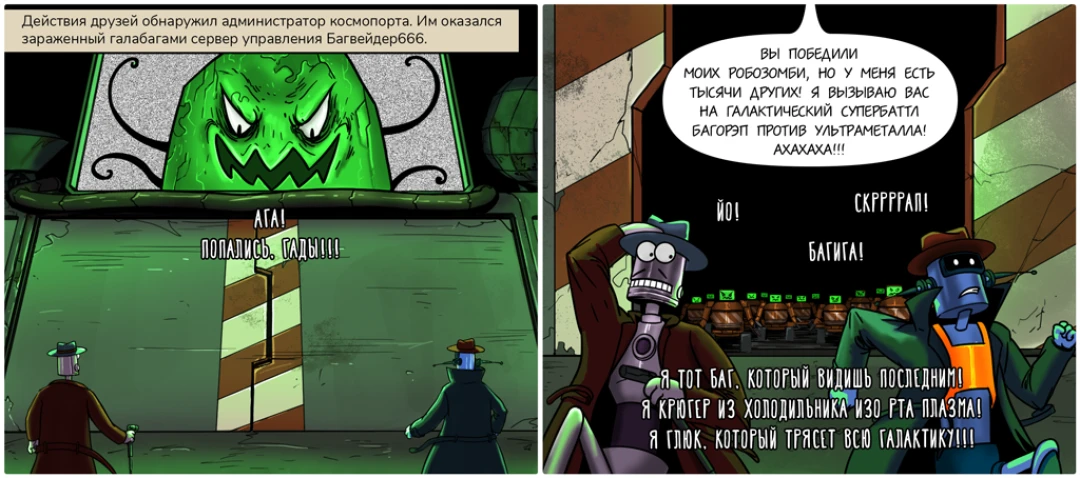 Действия друзей обнаружил администратор космопорта. Им оказался
зараженный галабагами сервер управления Багвейдер666.
АГА!
ПОПАЛИСЬ, ГАДЫ!!!
ВЫ ПОБЕДИЛИ
МОИХ РОБОЗОМБИ, НО У МЕНЯ ЕСТЬ
ТЫСЯЧИ ДРУГИХ! Я ВЫЗЫВАЮ ВАС
НА ГАЛАКТИЧЕСКИЙ СУПЕРБАТТЛ
БАГОРЭП ПРОТИВ УЛЬТРАМЕТАЛЛА!
АХАХАХА!!!
ЙО!
СКРРРРАП!
БАГИГА!
Я ТОТ БАГ, КОТОРЫЙ ВИДИШЬ ПОСЛЕДНИМ!
Я КРЮГЕР ИЗ ХОЛОДИЛЬНИКА ИЗО РТА ПЛАЗМА!
Я ГЛЮК, КОТОРЫЙ ТРЯСЕТ ВСЮ ГАЛАКТИКУ!!!